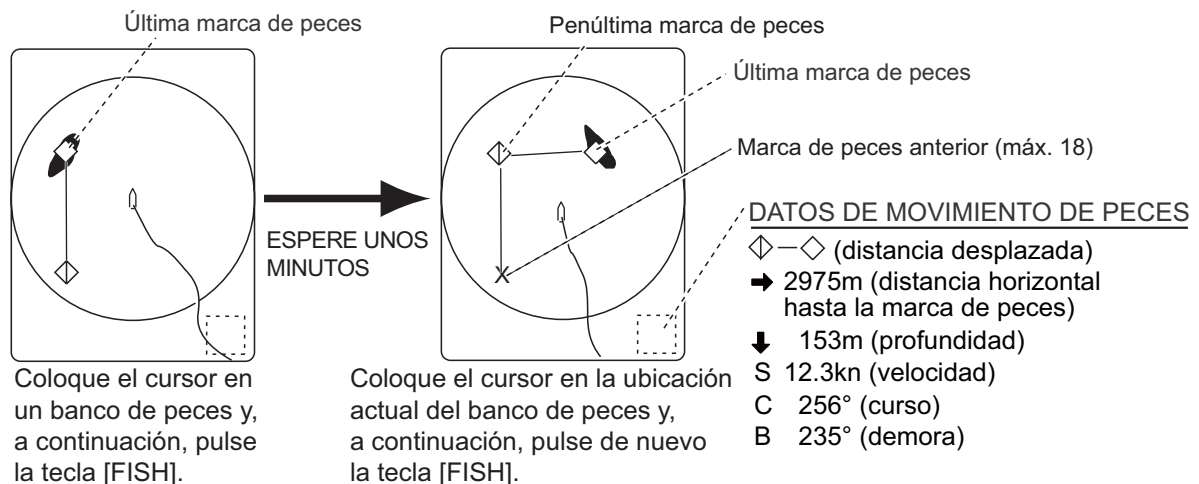 Última marca de peces
Penúltima marca de peces
Última marca de peces
Marca de peces anterior (máx. 18)
ESPERE UNOS
MINUTOS
X
DATOS DE MOVIMIENTO DE PECES
(distancia desplazada)
2975m (distancia horizontal
hasta la marca de peces)
153m (profundidad)
S 12.3kn (velocidad)
C 256° (curso)
B 235° (demora)
Coloque el cursor en
un banco de peces y,
a continuación, pulse
la tecla [FISH].
Coloque el cursor en la ubicación
actual del banco de peces y,
a continuación, pulse de nuevo
la tecla [FISH].